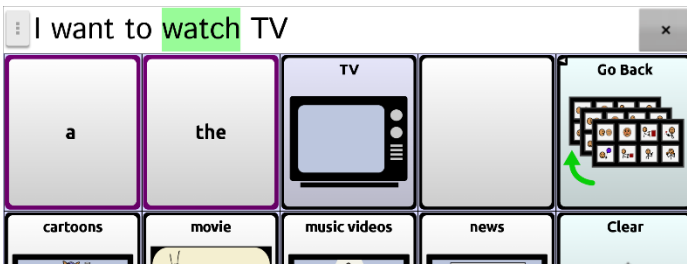 I want to watch TV
a the TV Go Back
cartoons movie music videos news Clear